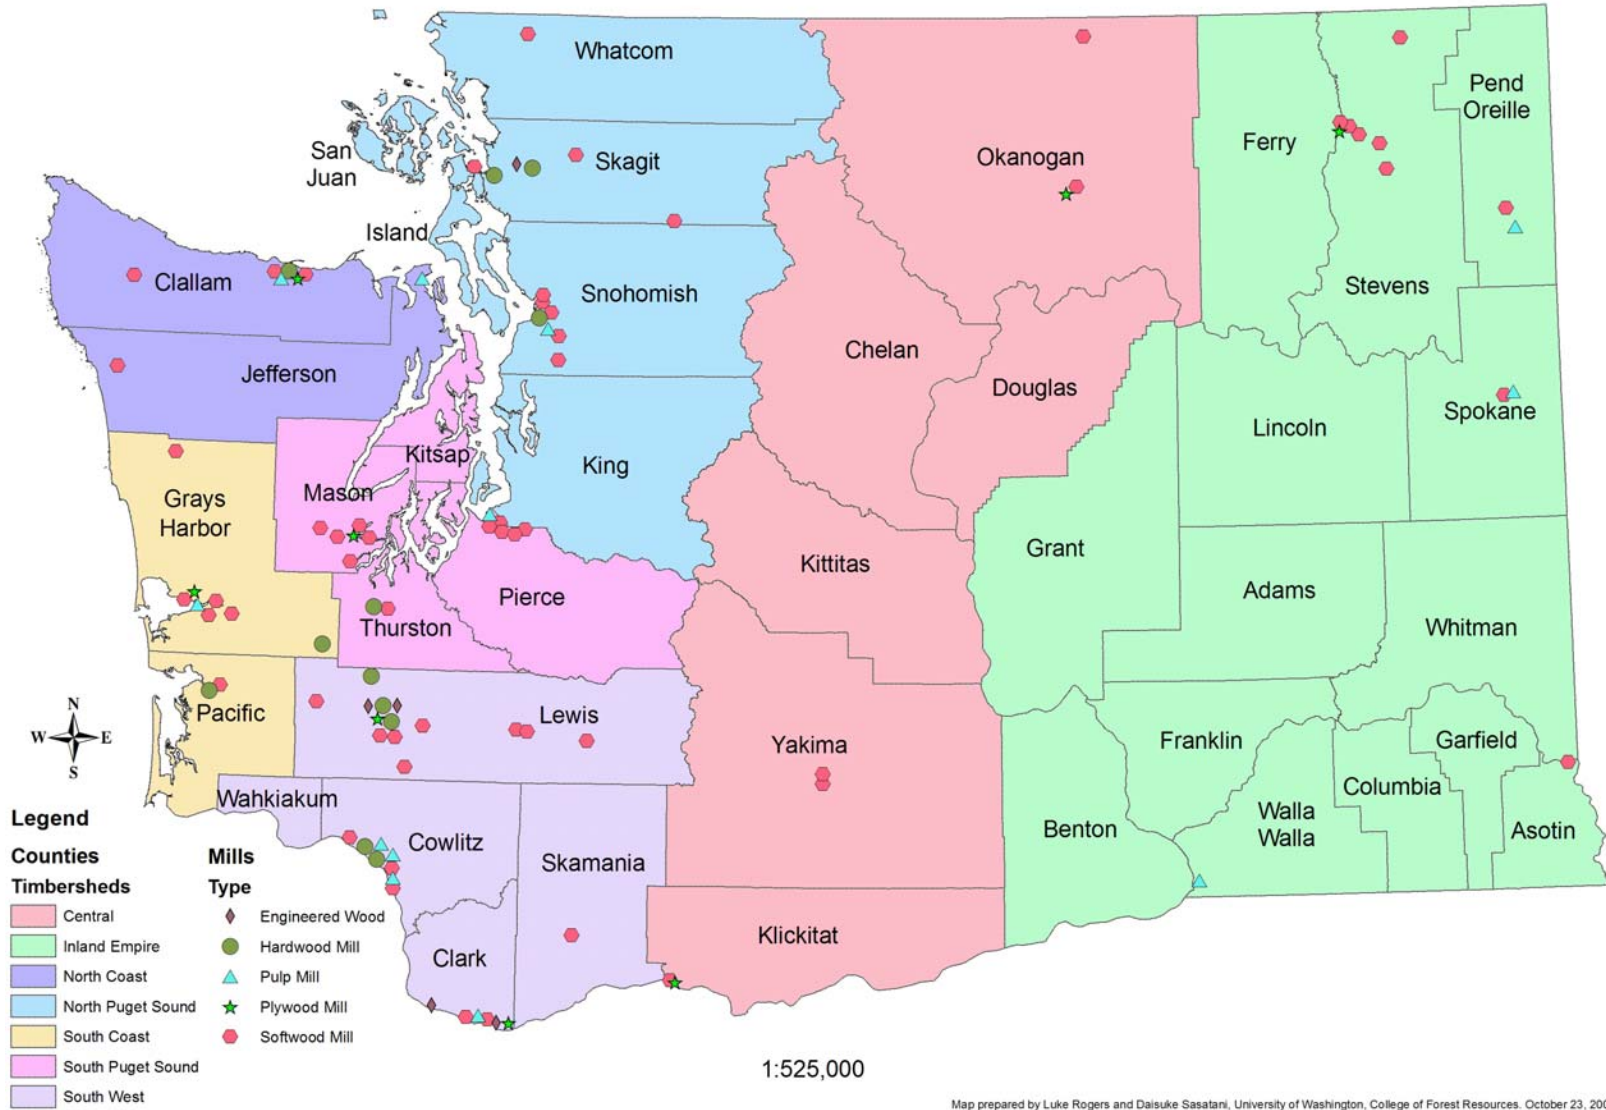 Whatcom
Pend
Oreille
San
Juan
Skagit
Okanogan
Ferry
Island
Clallam
Snohomish
Stevens
Jefferson
Chelan
Douglas
Lincoln
Spokane
Kitsap
King
Mason
Grays
Harbor
Grant
Kittitas
Pierce
Adams
Thurston
Whitman
Pacific
Lewis
Yakima
Franklin
Garfield
N
W
E
S
Wahkiakum
Columbia
Cowlitz
Skamania
Benton
Walla
Walla
Asotin
Klickitat
Clark
Legend
Counties
Timbersheds
Central
Inland Empire
North Coast
North Puget Sound
South Coast
South Puget Sound
South West
Mills
Type
Engineered Wood
Hardwood Mill
Pulp Mill
Plywood Mill
Softwood Mill
1:525,000
Map prepared by Luke Rogers and Daisuke Sasatani, University of Washington, College of Forest Resources. October 23,